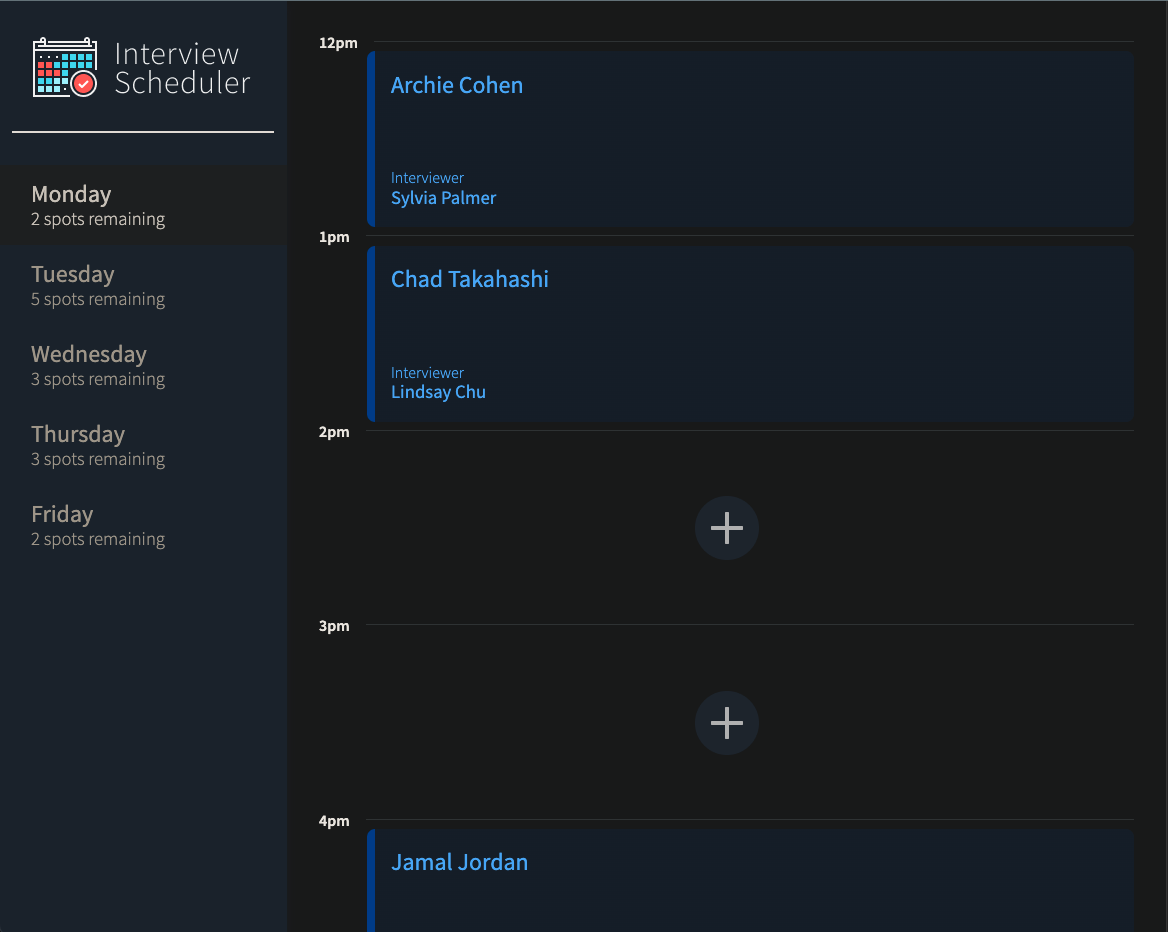 Interview
Scheduler
Monday
2 spots remaining
Tuesday
5 spots remaining
Wednesday
3 spots remaining
Thursday
3 spots remaining
Friday
2 spots remaining
12pm
Archie Cohen
Interviewer
Sylvia Palmer
1pm
Chad Takahashi
Interviewer
Lindsay Chu
2pm
3pm
4pm
Jamal Jordan